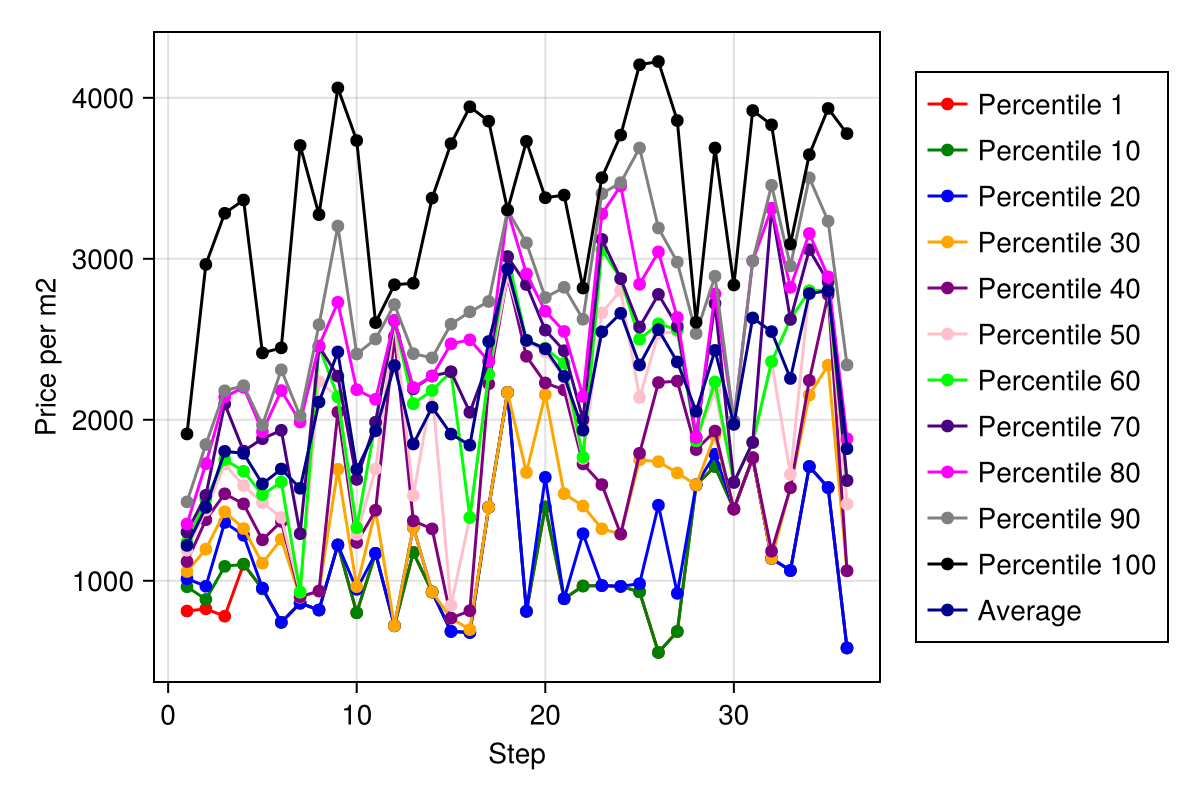 4000
3000
2000
1000
Price per m2
0
10
20
30
Step
Percentile 1
Percentile 10
Percentile 20
Percentile 30
Percentile 40
Percentile 50
Percentile 60
Percentile 70
Percentile 80
Percentile 90
Percentile 100
Average